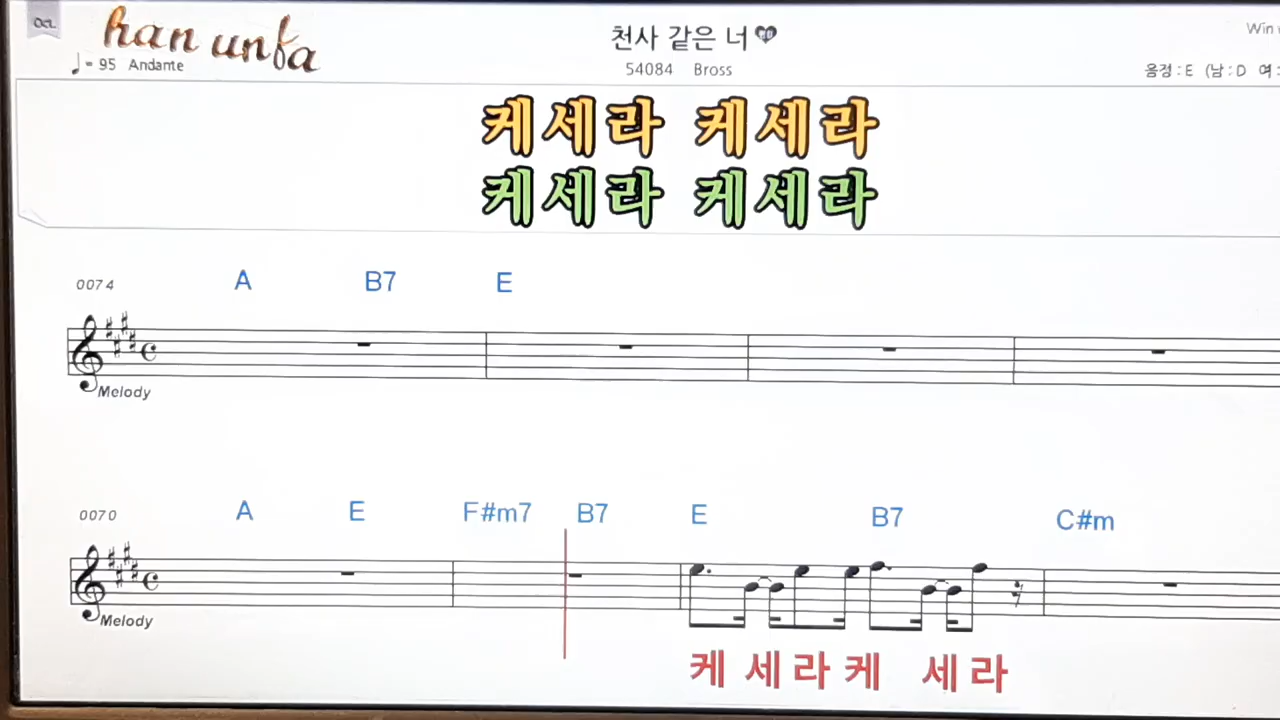 han unfa
천사 같은 너
♩= 95 Andante
54084 Bross
Win
음정 : E (남 : D 여 :
케세라 케세라
케세라 케세라
0074 A B7 E
Melody
0070 A E F#m7 B7 E B7 C#m
Melody
케 세 라 케 세 라